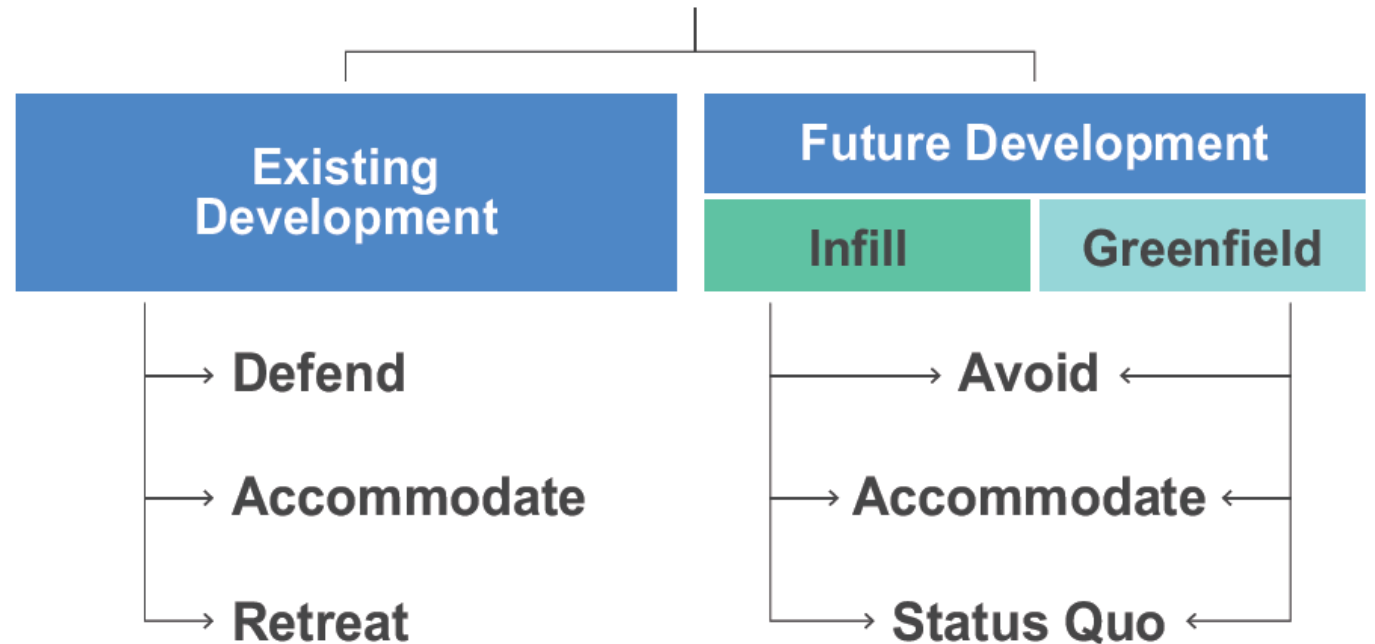 Existing
Development
Defend
Accommodate
Retreat
Future Development
Infill
Greenfield
Avoid
Accommodate
Status Quo